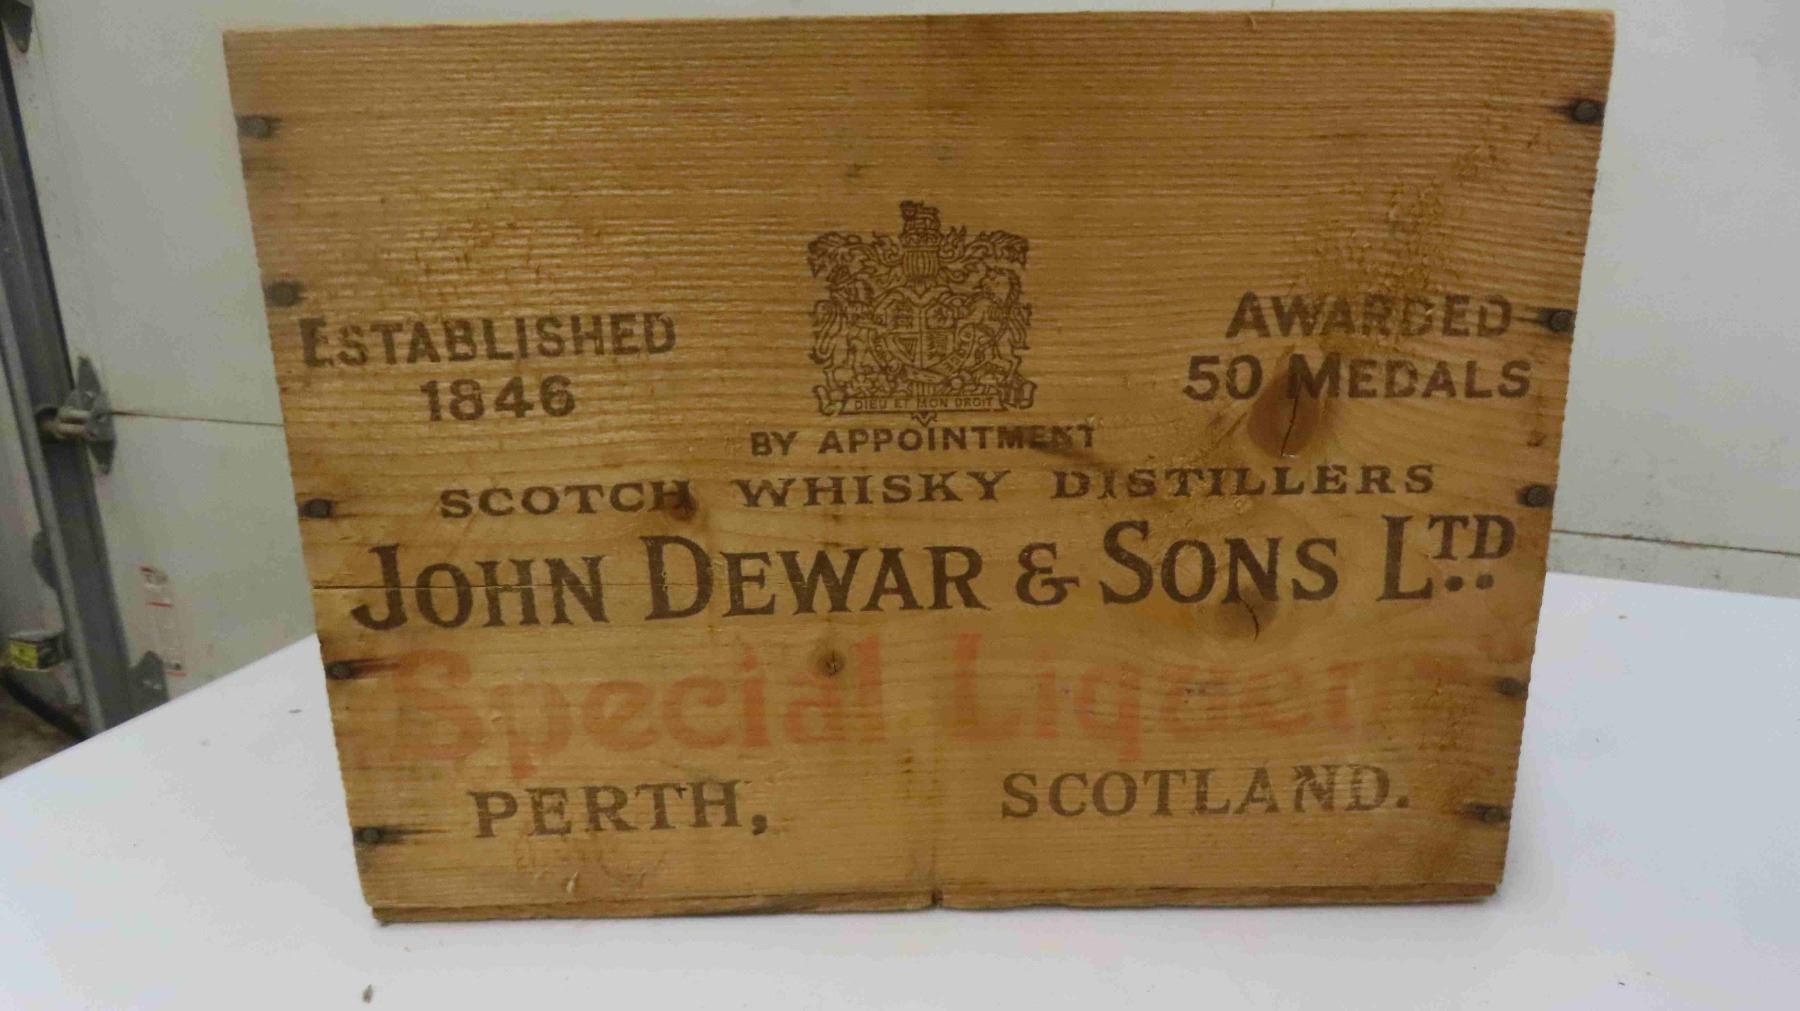 ESTABLISHED
1846
DIEU ET MON DROIT
BY APPOINTMENT
AWARDED
50 MEDALS
SCOTCH WHISKY DISTILLERS
JOHN DEWAR & SONS LTD
Special Liqueur
PERTH, SCOTLAND.